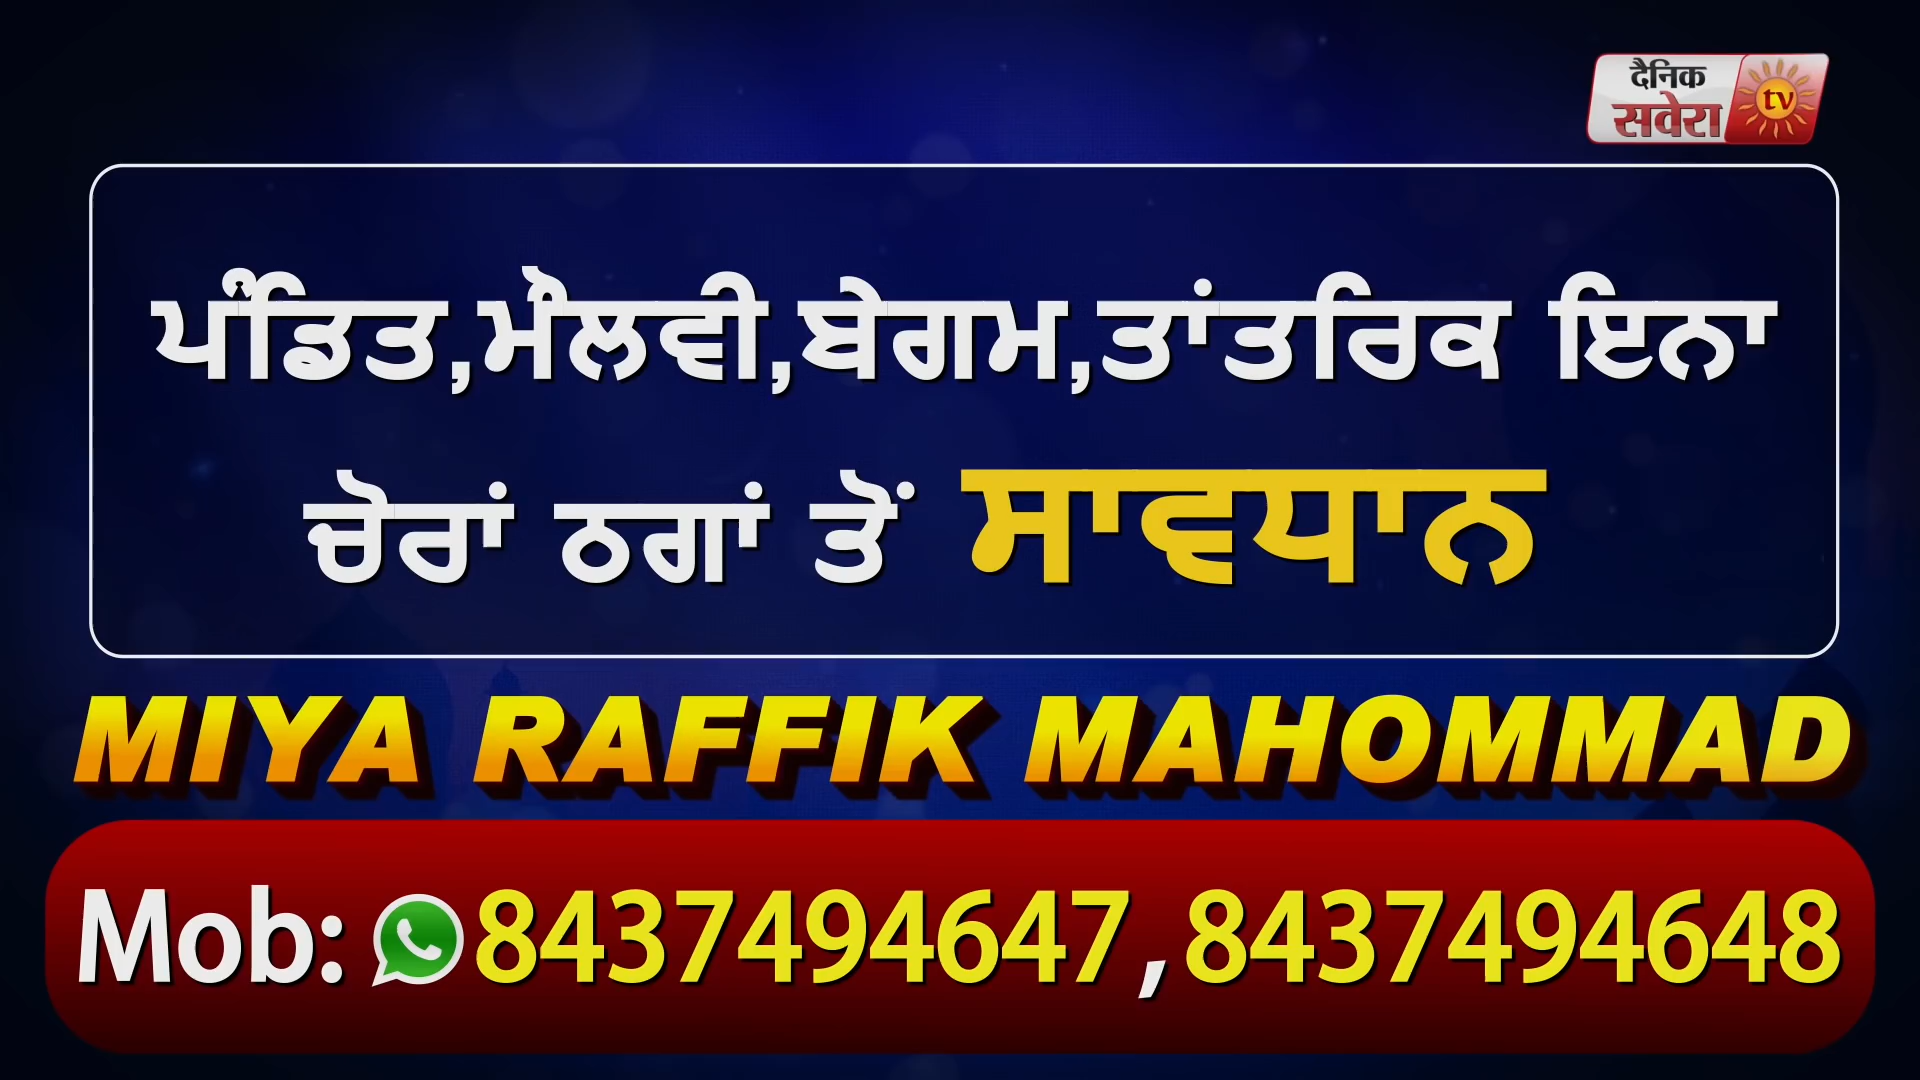 दैनिक
सवेरा tv
ਪੰਡਿਤ,ਮੌਲਵੀ,ਬੇਗਮ,ਤਾਂਤਰਿਕ ਇਨਾ
ਚੋਰਾਂ ਠਗਾਂ ਤੋਂ ਸਾਵਧਾਨ
MIYA RAFFIK MAHOMMAD
Mob: 8437494647, 8437494648